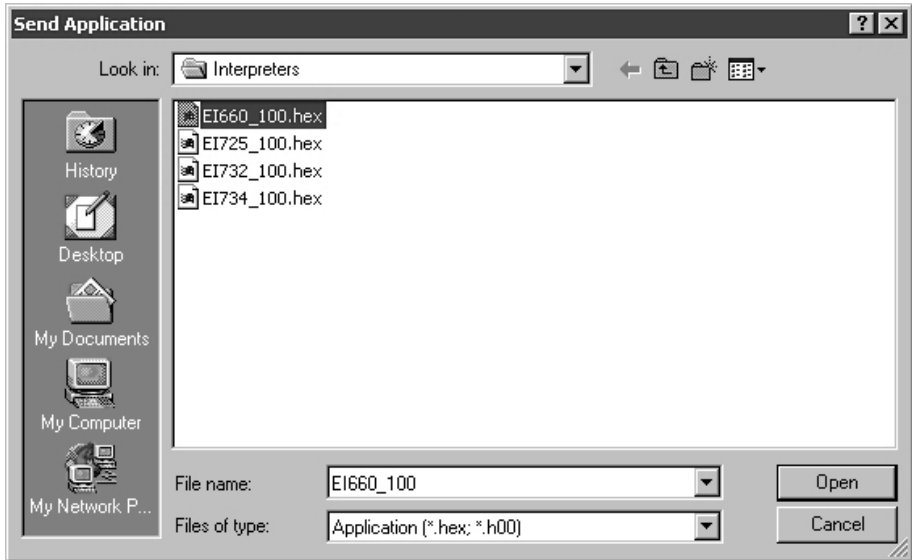 Send Application
Look in: Interpreters
EI660_100.hex
EI725_100.hex
EI732_100.hex
EI734_100.hex
History
Desktop
My Documents
My Computer
My Network P...
File name: EI660_100
Open
Files of type: Application (*.hex; *.h00)
Cancel